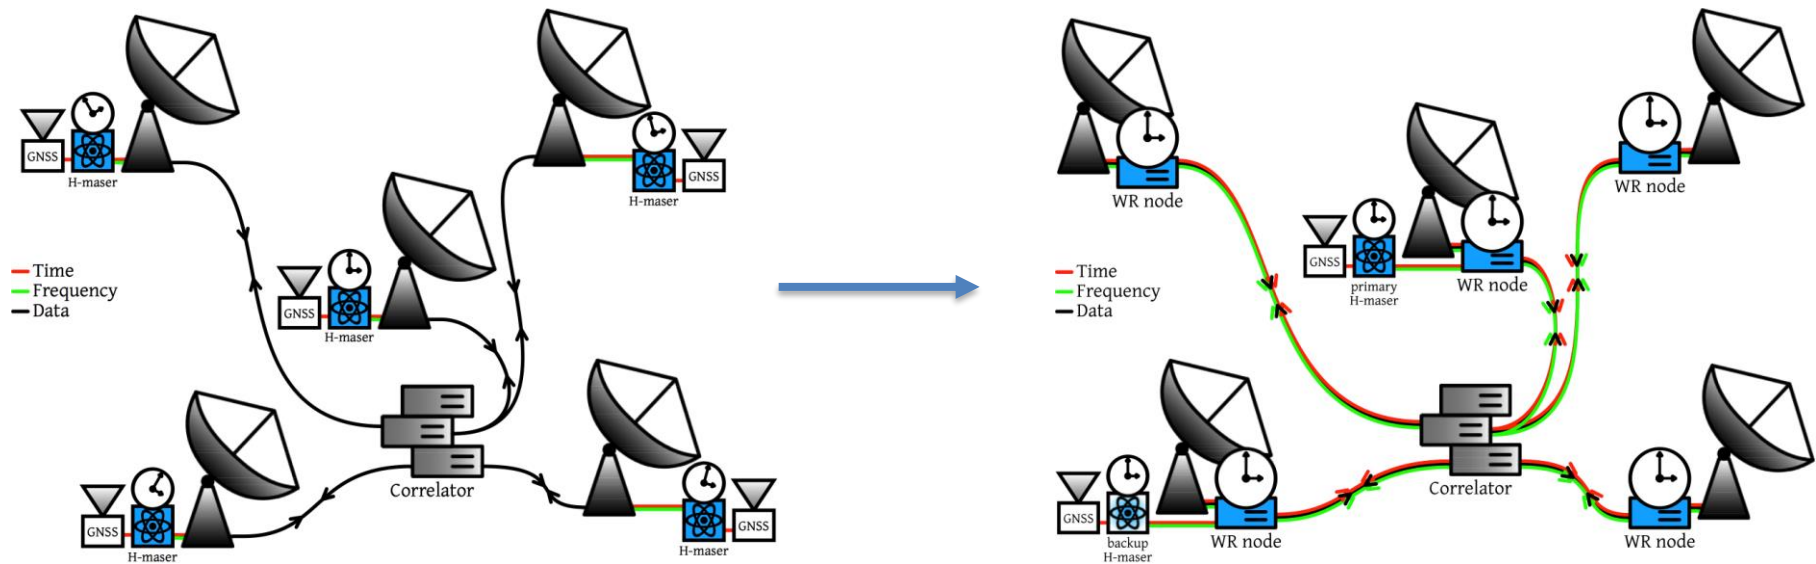 GNSS
H-maser
H-maser
GNSS
Time
Frequency
Data
GNSS
H-maser
Correlator
GNSS
H-maser
H-maser
GNSS
WR node
WR node
GNSS
primary
H-maser
WR node
Time
Frequency
Data
Correlator
GNSS
backup
H-maser
WR node
WR node